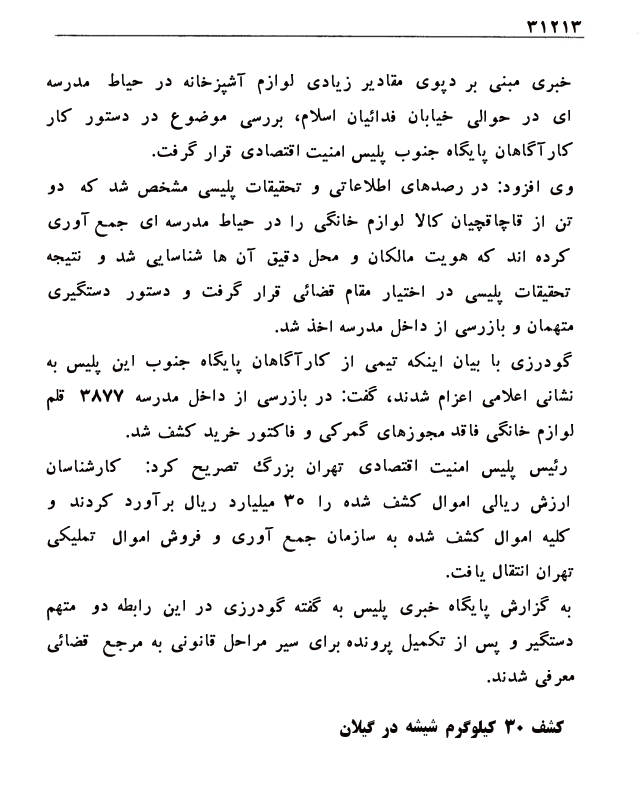 ۳۱۲۱۳
خبری مبنی بر دپوی مقادیر زیادی لوازم آشپزخانه در حیاط مدرسه
ای در حوالی خیابان فدائیان اسلام، بررسی موضوع در دستور کار
کارآگاهان پایگاه جنوب پلیس امنیت اقتصادی قرار گرفت.
وی افزود: در رصدهای اطلاعاتی و تحقیقات پلیسی مشخص شد که دو
تن از قاچاقچیان کالا لوازم خانگی را در حیاط مدرسه ای جمع آوری
کرده اند که هویت مالکان و محل دقیق آن ها شناسایی شد و نتیجه
تحقیقات پلیسی در اختیار مقام قضائی قرار گرفت و دستور دستگیری
متهمان و بازرسی از داخل مدرسه اخذ شد.
گودرزی با بیان اینکه تیمی از کارآگاهان پایگاه جنوب این پلیس به
نشانی اعلامی اعزام شدند، گفت: در بازرسی از داخل مدرسه ۳۸۷۷ قلم
لوازم خانگی فاقد مجوزهای گمرکی و فاکتور خرید کشف شد.
رئیس پلیس امنیت اقتصادی تهران بزرگ تصریح کرد: کارشناسان
ارزش ریالی اموال کشف شده را ۳۰ میلیارد ریال برآورد کردند و
کلیه اموال کشف شده به سازمان جمع آوری و فروش اموال تملیکی
تهران انتقال یافت.
به گزارش پایگاه خبری پلیس به گفته گودرزی در این رابطه دو متهم
دستگیر و پس از تکمیل پرونده برای سیر مراحل قانونی به مرجع قضائی
معرفی شدند.
کشف ۳۰ کیلوگرم شیشه در گیلان